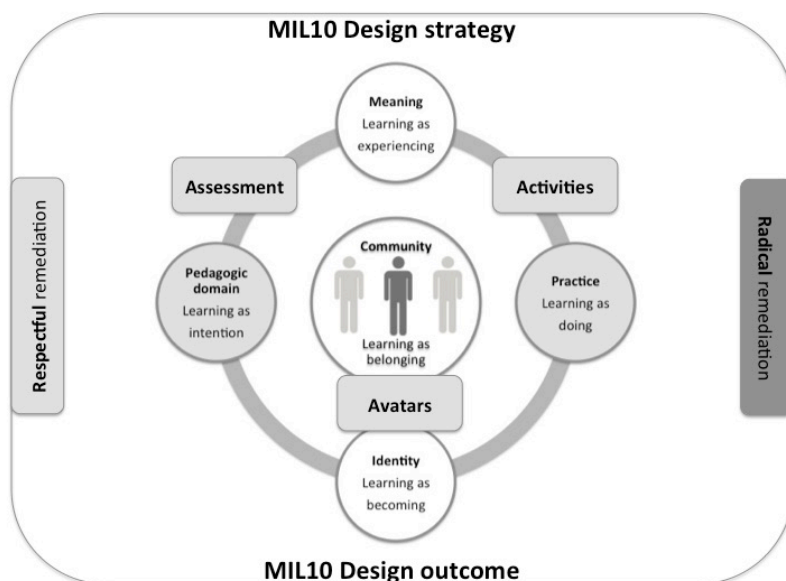 MIL10 Design strategy
Meaning
Learning as
experiencing
Assessment
Activities
Respectful remediation
Pedagogic
domain
Learning as
intention
Community
Learning as
belonging
Practice
Learning as
doing
Radical remediation
Avatars
Identity
Learning as
becoming
MIL10 Design outcome